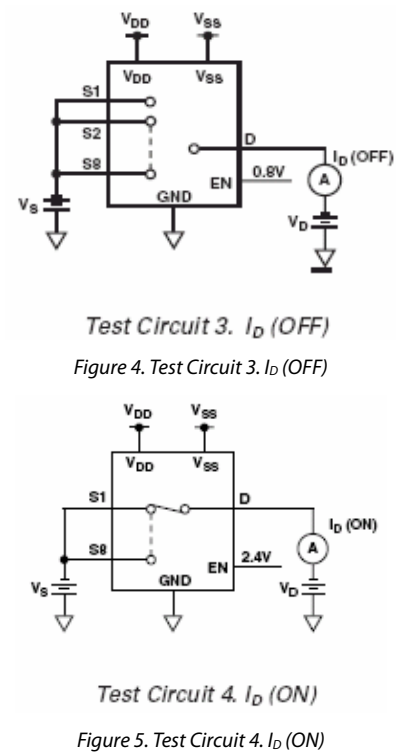 VDD VSS
VDD VSS
S1
S2
D
ID (OFF)
S8
0.8V
A
EN
VS
GND
VD
Test Circuit 3. ID (OFF)
Figure 4. Test Circuit 3. ID (OFF)
VDD VSS
VDD VSS
S1
D
ID (ON)
S8
2.4V
A
EN
VS
GND
VD
Test Circuit 4. ID (ON)
Figure 5. Test Circuit 4. ID (ON)